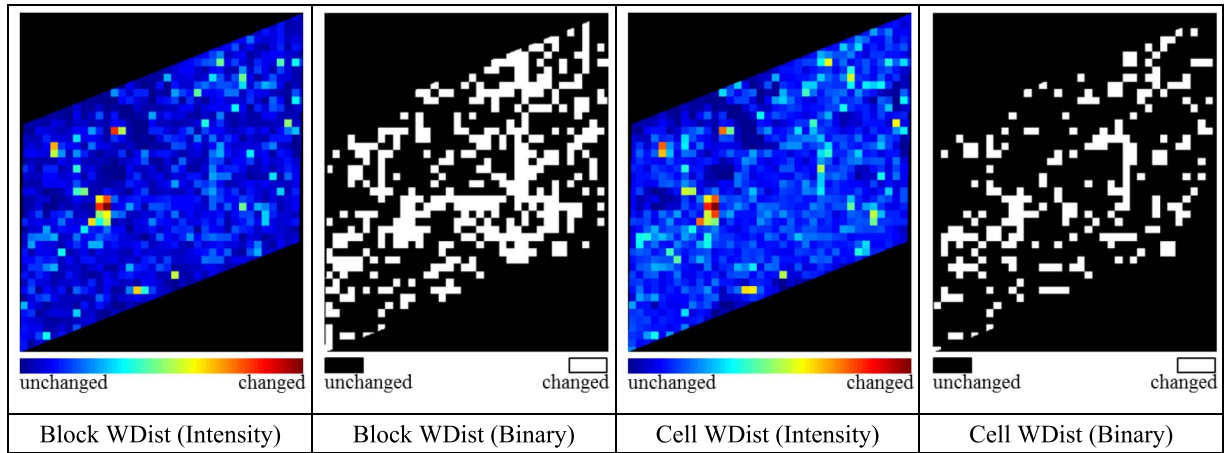 unchanged changed
unchanged changed
unchanged changed
unchanged changed
Block WDist (Intensity)
Block WDist (Binary)
Cell WDist (Intensity)
Cell WDist (Binary)